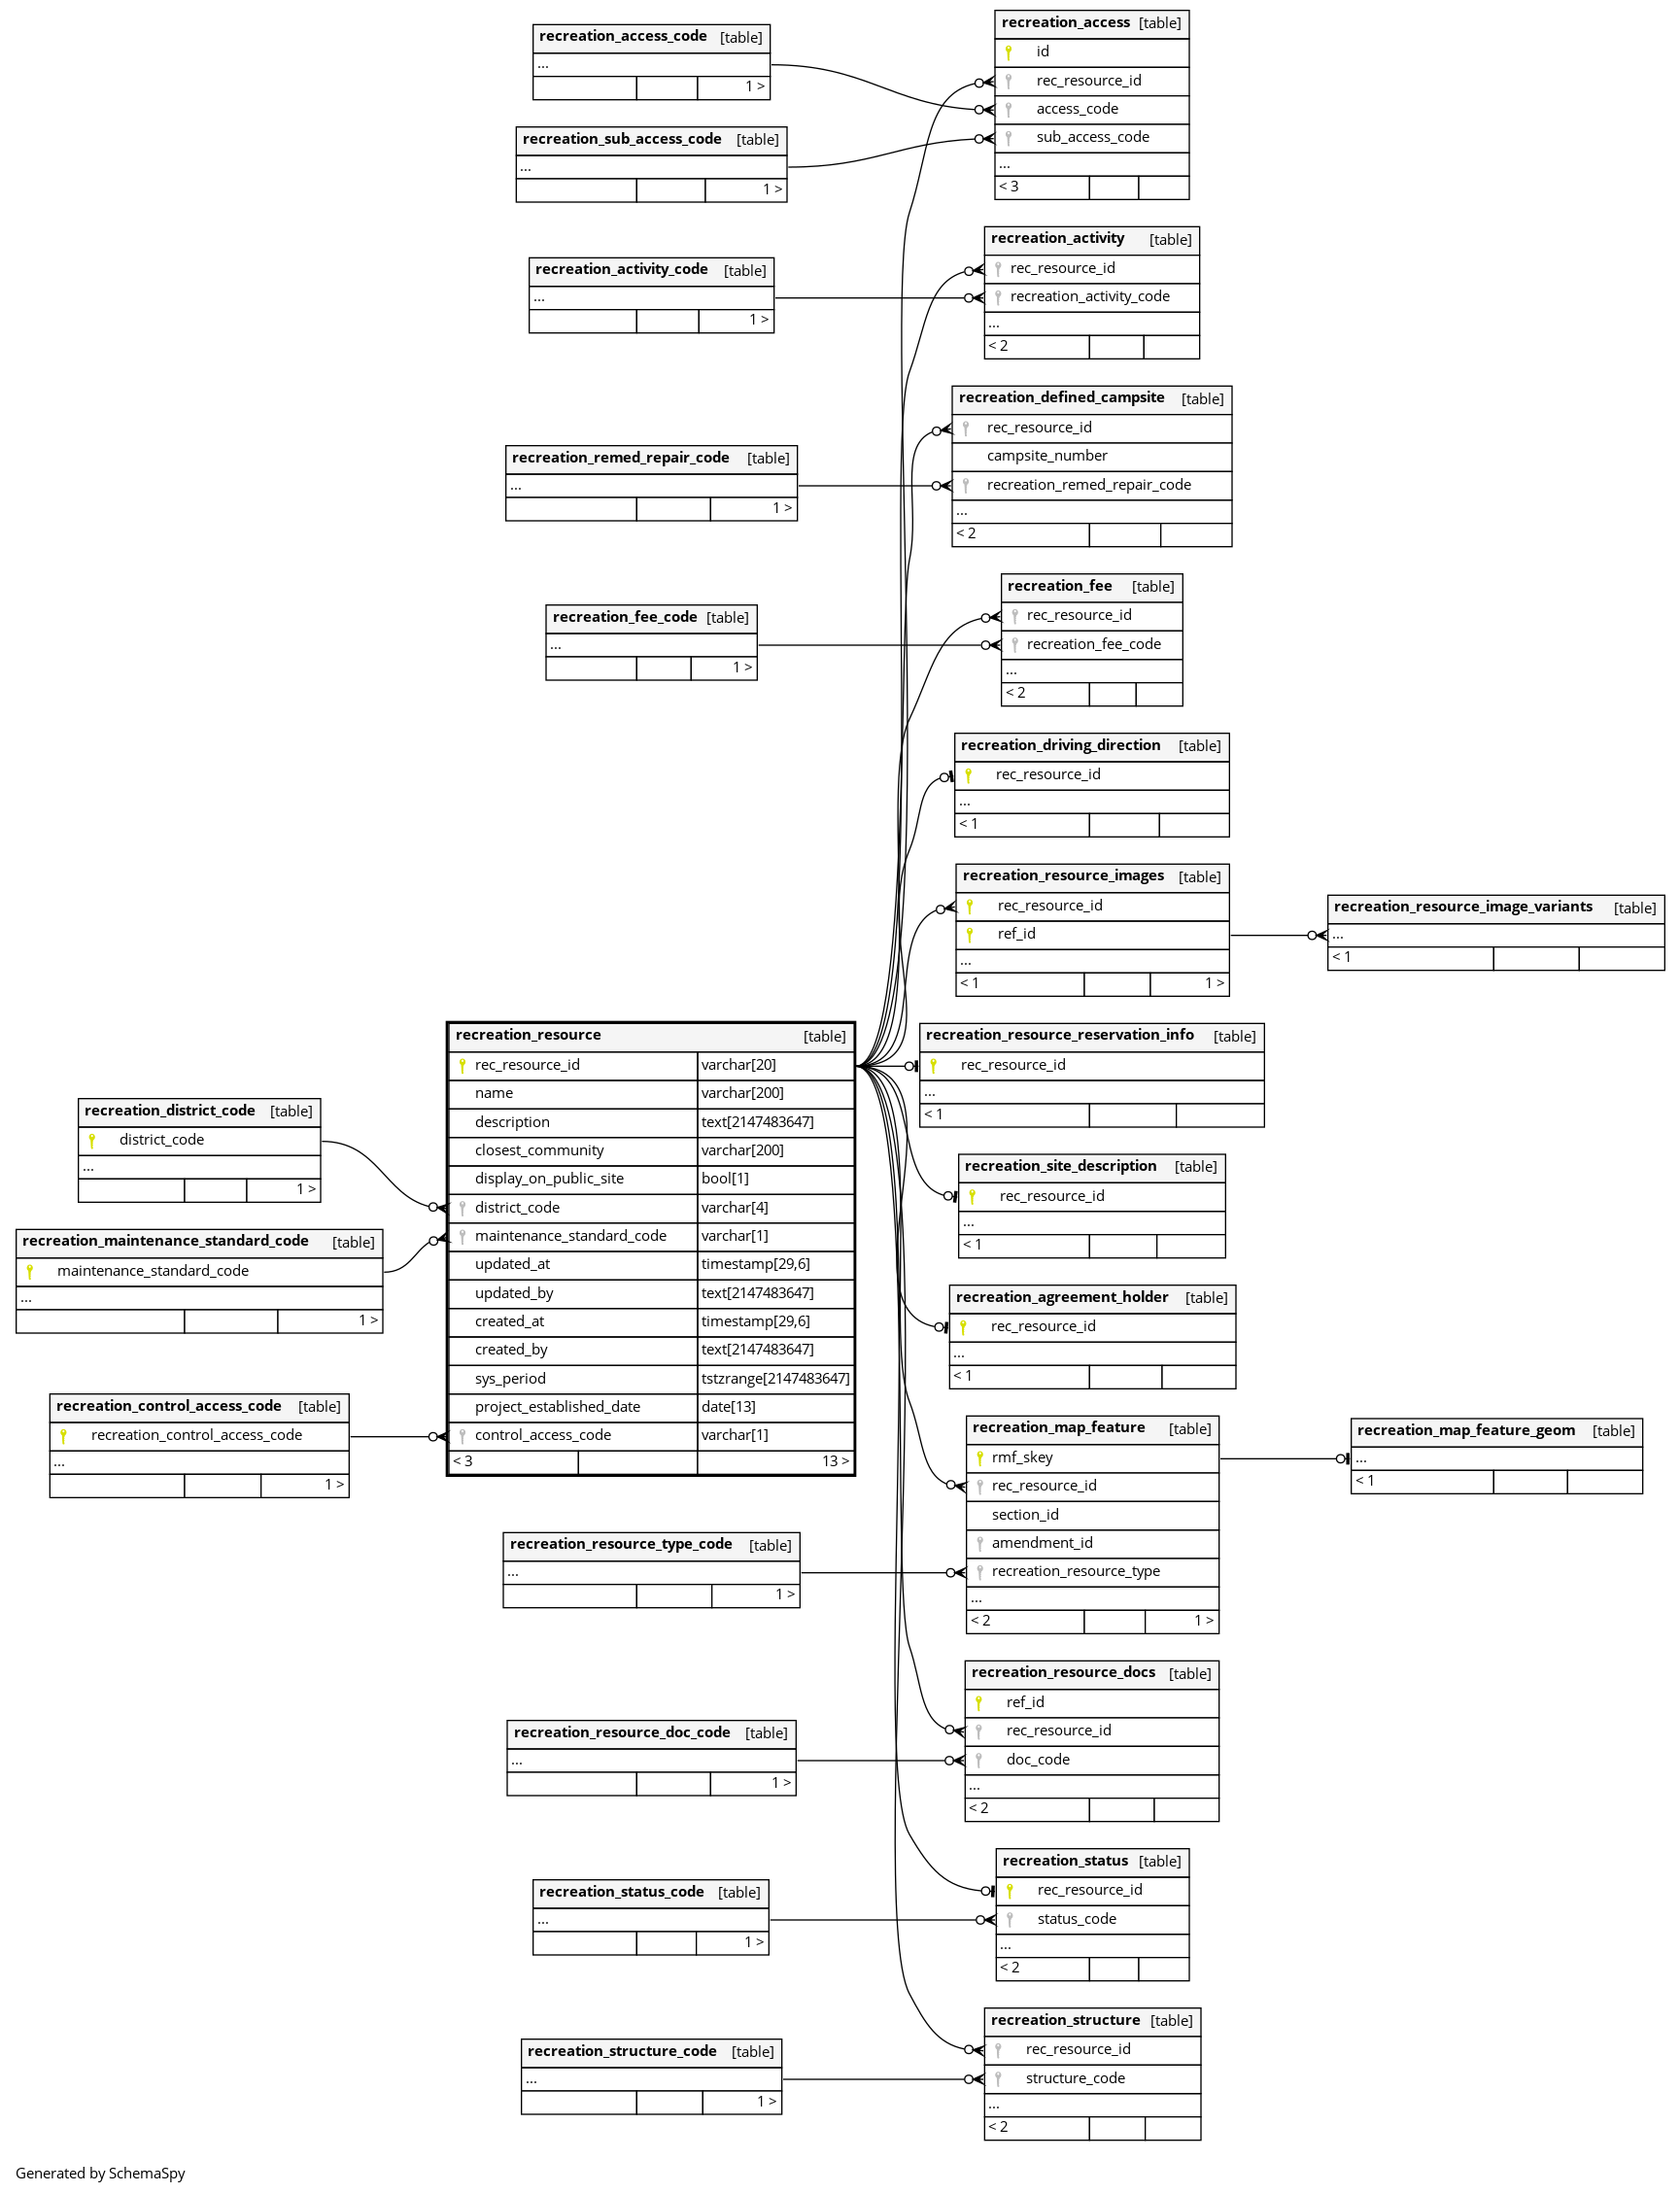 recreation_access_code [table]
...
1 >
recreation_sub_access_code [table]
...
1 >
recreation_access [table]
id
rec_resource_id
access_code
sub_access_code
...
< 3
recreation_activity_code [table]
...
1 >
recreation_activity [table]
rec_resource_id
recreation_activity_code
...
< 2
recreation_remed_repair_code [table]
...
1 >
recreation_defined_campsite [table]
rec_resource_id
campsite_number
recreation_remed_repair_code
...
< 2
recreation_fee_code [table]
...
1 >
recreation_fee [table]
rec_resource_id
recreation_fee_code
...
< 2
recreation_driving_direction [table]
rec_resource_id
...
< 1
recreation_resource_images [table]
rec_resource_id
ref_id
...
< 1 1 >
recreation_resource_image_variants [table]
...
< 1
recreation_resource_reservation_info [table]
rec_resource_id
...
< 1
recreation_district_code [table]
district_code
...
1 >
recreation_maintenance_standard_code [table]
maintenance_standard_code
...
1 >
recreation_control_access_code [table]
recreation_control_access_code
...
1 >
recreation_resource [table]
rec_resource_id varchar[20]
name varchar[200]
description text[2147483647]
closest_community varchar[200]
display_on_public_site bool[1]
district_code varchar[4]
maintenance_standard_code varchar[1]
updated_at timestamp[29,6]
updated_by text[2147483647]
created_at timestamp[29,6]
created_by text[2147483647]
sys_period tstzrange[2147483647]
project_established_date date[13]
control_access_code varchar[1]
< 3 13 >
recreation_site_description [table]
rec_resource_id
...
< 1
recreation_agreement_holder [table]
rec_resource_id
...
< 1
recreation_resource_type_code [table]
...
1 >
recreation_map_feature [table]
rmf_skey
rec_resource_id
section_id
amendment_id
recreation_resource_type
...
< 2 1 >
recreation_map_feature_geom [table]
...
< 1
recreation_resource_doc_code [table]
...
1 >
recreation_resource_docs [table]
ref_id
rec_resource_id
doc_code
...
< 2
recreation_status_code [table]
...
1 >
recreation_status [table]
rec_resource_id
status_code
...
< 2
recreation_structure_code [table]
...
1 >
recreation_structure [table]
rec_resource_id
structure_code
...
< 2
Generated by SchemaSpy